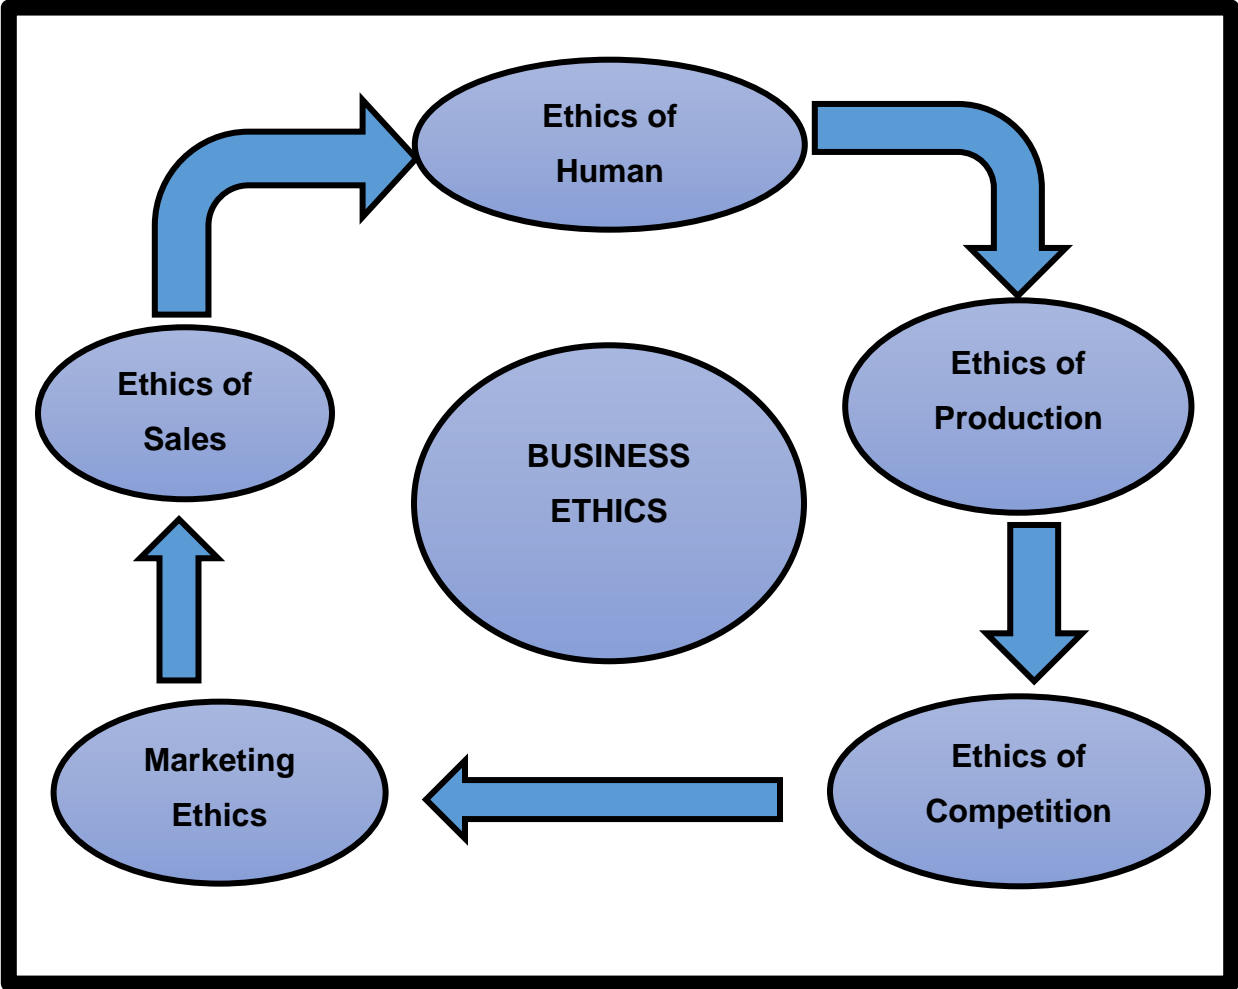 Ethics of
Human
Ethics of
Production
Ethics of
Sales
BUSINESS
ETHICS
Marketing
Ethics
Ethics of
Competition